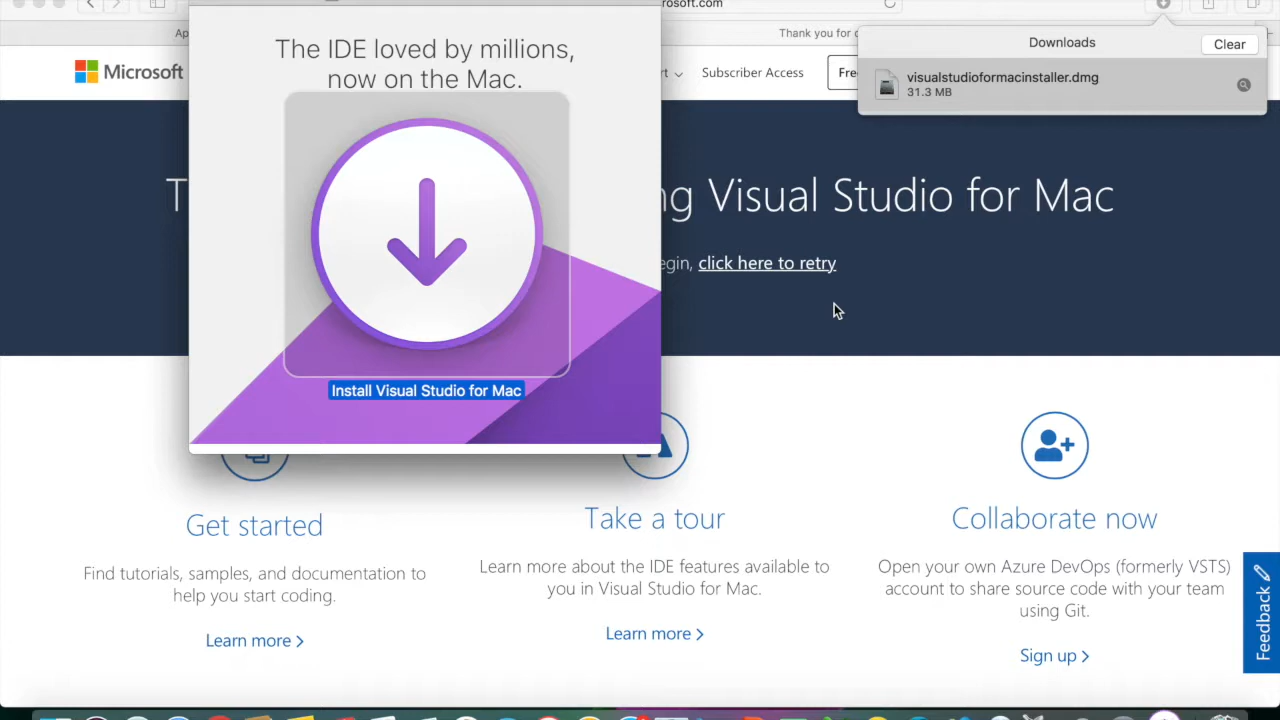 rosoft.com
Ap
Thank you for d
Microsoft
rt
Subscriber Access
Fre
Downloads
Clear
visualstudioformacinstaller.dmg
31.3 MB
The IDE loved by millions,
now on the Mac.
Install Visual Studio for Mac
T
ng Visual Studio for Mac
egin, click here to retry
Get started
Find tutorials, samples, and documentation to
help you start coding.
Learn more
Take a tour
Learn more about the IDE features available to
you in Visual Studio for Mac.
Learn more
Collaborate now
Open your own Azure DevOps (formerly VSTS)
account to share source code with your team
using Git.
Sign up
Feedback